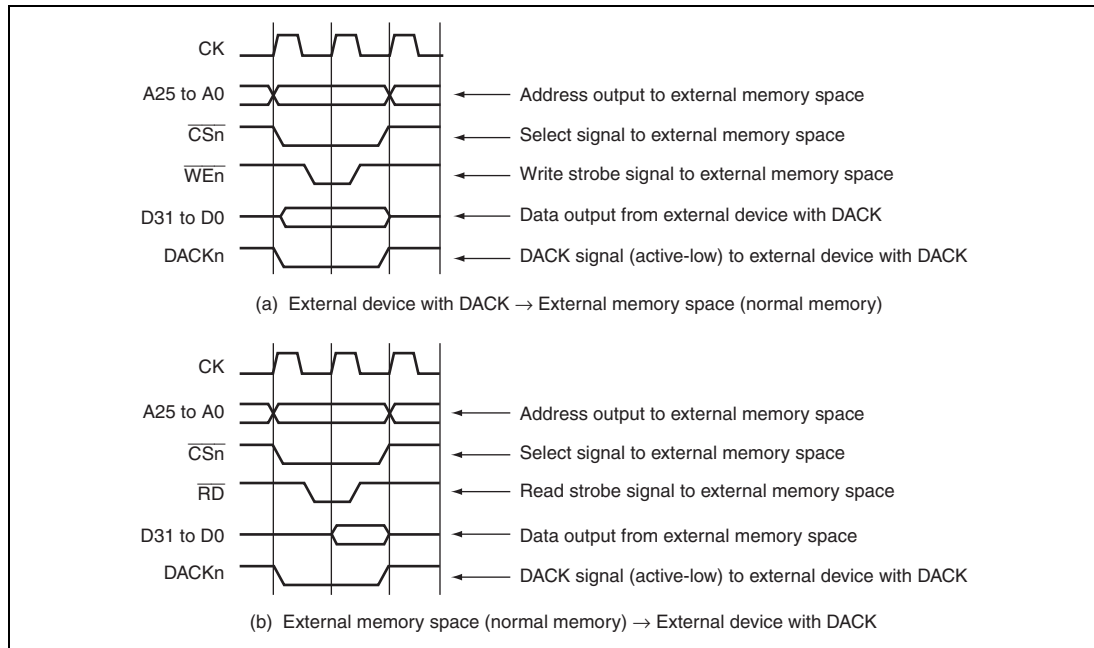 CK
A25 to A0
Address output to external memory space
CSn
Select signal to external memory space
WEn
Write strobe signal to external memory space
D31 to D0
Data output from external device with DACK
DACKn
DACK signal (active-low) to external device with DACK
(a) External device with DACK → External memory space (normal memory)
CK
A25 to A0
Address output to external memory space
CSn
Select signal to external memory space
RD
Read strobe signal to external memory space
D31 to D0
Data output from external memory space
DACKn
DACK signal (active-low) to external device with DACK
(b) External memory space (normal memory) → External device with DACK